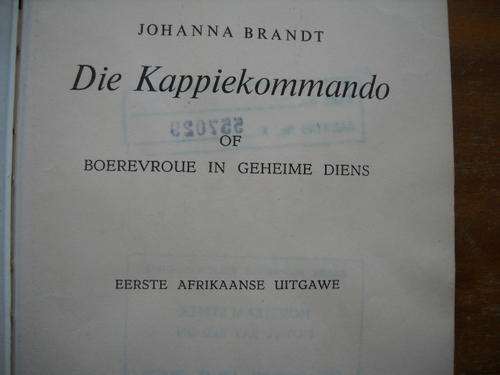 JOHANNA BRANDT
Die Kappiekommando
OF
BOEREVROUE IN GEHEIME DIENS
EERSTE AFRIKAANSE UITGAWE